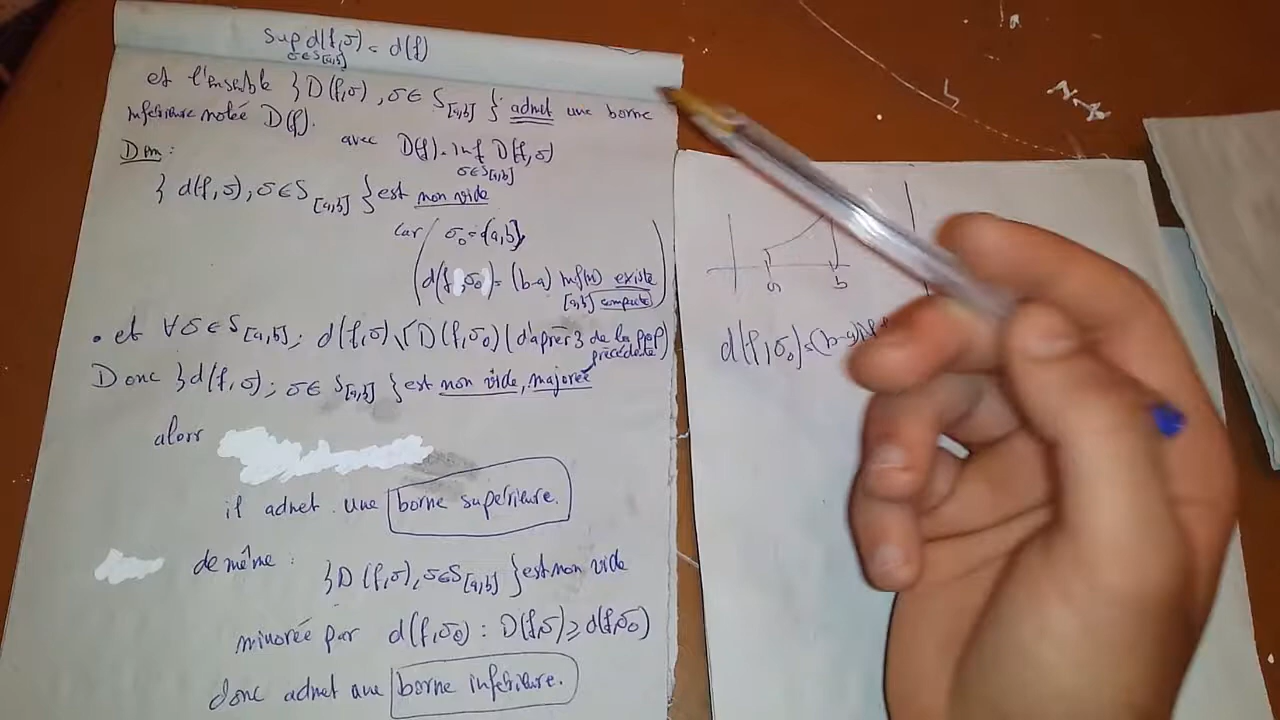 Sup d(f,σ) = d(f)
σ∈S[a,b]
et l'ensemble } D(f,σ), σ∈ S[a,b] { admet une borne
inférieure notée D(f).
avec D(f) = inf D(f,σ)
σ∈S[a,b]
Dem :
} d(f,σ), σ∈S[a,b] } est non vide
car ( σ₀ = {a,b},
d(f,σ₀) = (b-a) inf(f) existe
[a,b] compacte )
• et ∀σ∈S[a,b]; d(f,σ) ≤ D(f,σ₀) (d'après 3 de la prop
précédente)
Donc } d(f,σ); σ∈ S[a,b] { est non vide, majorée
alors
il admet une borne supérieure.
de même : } D(f,σ), σ∈S[a,b] } est non vide
minorée par d(f,σ₀) : D(f,σ) ≥ d(f,σ₀)
donc admet une borne inférieure.
a b
d(f,σ₀) = (b-a)